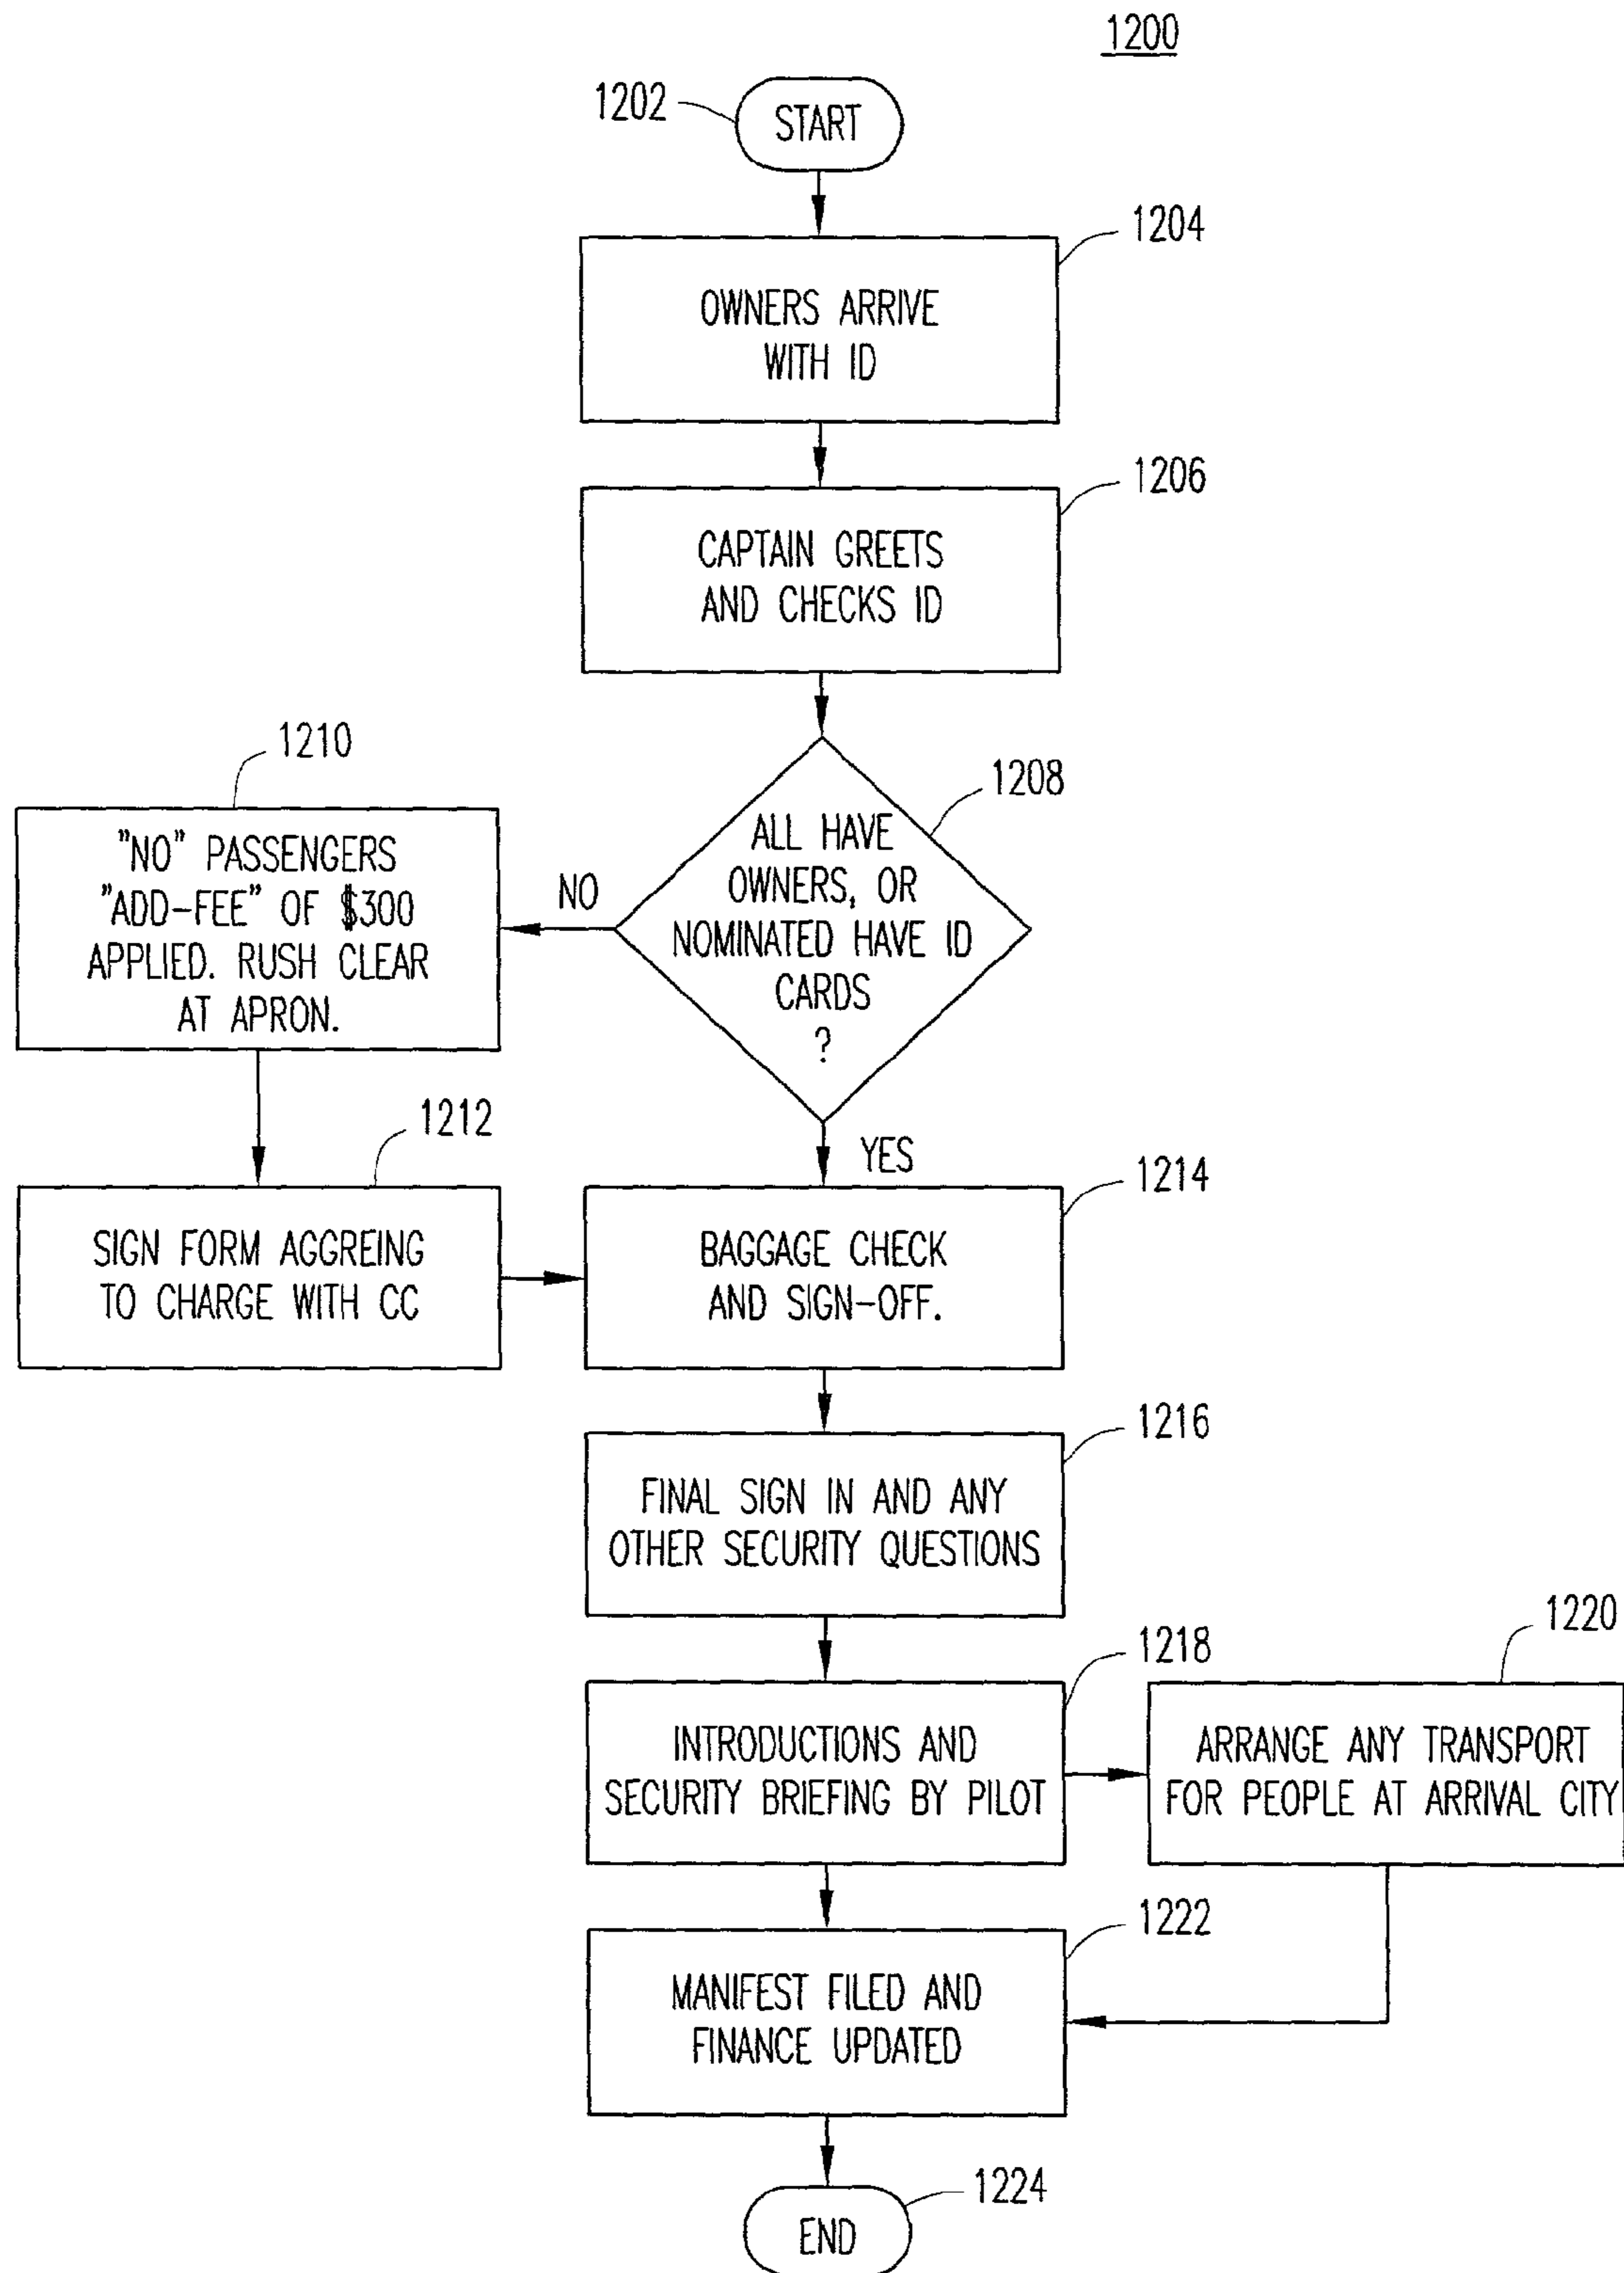 1200
1202
START
1204
OWNERS ARRIVE
WITH ID
1206
CAPTAIN GREETS
AND CHECKS ID
1208
ALL HAVE
OWNERS, OR
NOMINATED HAVE ID
CARDS
?
NO
1210
"NO" PASSENGERS
"ADD-FEE" OF $300
APPLIED. RUSH CLEAR
AT APRON.
1212
SIGN FORM AGGREING
TO CHARGE WITH CC
YES
1214
BAGGAGE CHECK
AND SIGN-OFF.
1216
FINAL SIGN IN AND ANY
OTHER SECURITY QUESTIONS
1218
INTRODUCTIONS AND
SECURITY BRIEFING BY PILOT
1220
ARRANGE ANY TRANSPORT
FOR PEOPLE AT ARRIVAL CITY
1222
MANIFEST FILED AND
FINANCE UPDATED
1224
END